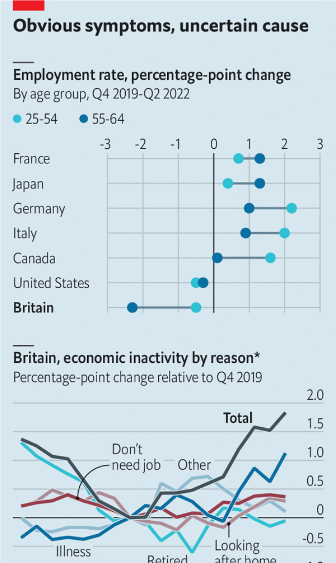 Obvious symptoms, uncertain cause
Employment rate, percentage-point change
By age group, Q4 2019-Q2 2022
25-54 55-64
-3 -2 -1 0 1 2 3
France
Japan
Germany
Italy
Canada
United States
Britain
Britain, economic inactivity by reason*
Percentage-point change relative to Q4 2019
2.0
Total
1.5
Don't
need job
Other
1.0
0.5
0
Illness
Retired
Looking
after home
-0.5